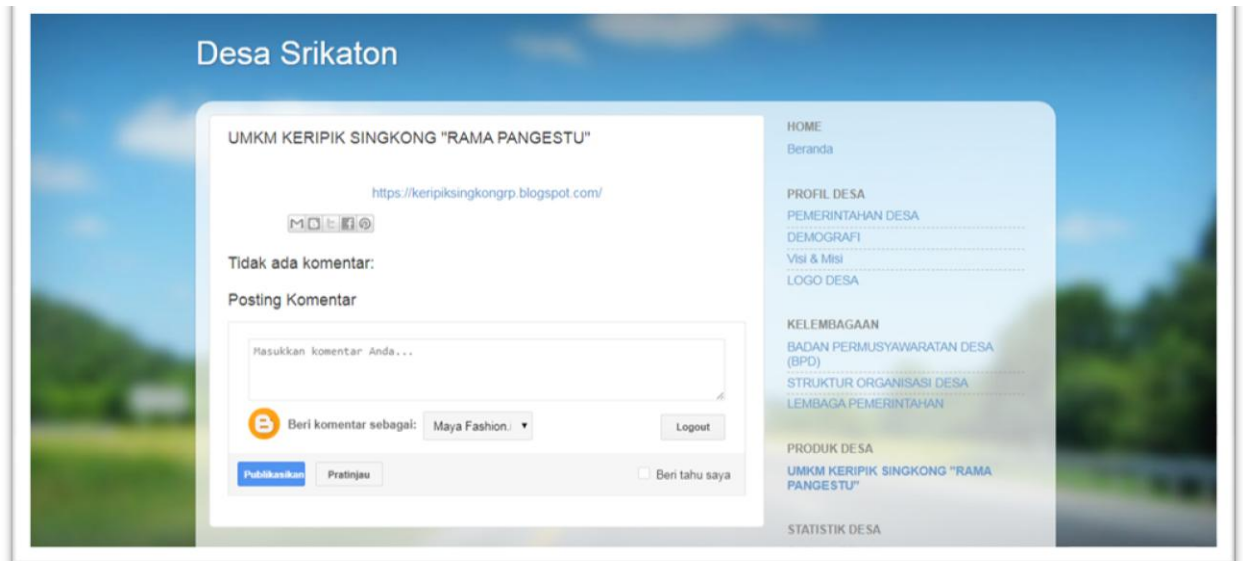 Desa Srikaton
UMKM KERIPIK SINGKONG "RAMA PANGESTU"
https://keripiksingkongrp.blogspot.com/
Tidak ada komentar:
Posting Komentar
Masukkan komentar Anda...
Beri komentar sebagai:
Maya Fashion.
Logout
Publikasikan
Pratinjau
Beri tahu saya
HOME
Beranda
PROFIL DESA
PEMERINTAHAN DESA
DEMOGRAFI
Visi & Misi
LOGO DESA
KELEMBAGAAN
BADAN PERMUSYAWARATAN DESA
(BPD)
STRUKTUR ORGANISASI DESA
LEMBAGA PEMERINTAHAN
PRODUK DESA
UMKM KERIPIK SINGKONG "RAMA
PANGESTU"
STATISTIK DESA